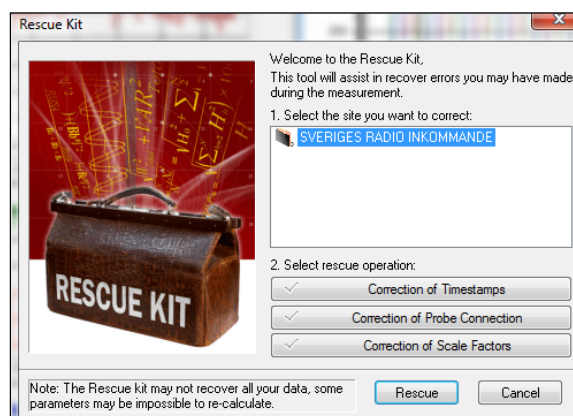 Rescue Kit
Welcome to the Rescue Kit,
This tool will assist in recover errors you may have made
during the measurement.
1. Select the site you want to correct:
SVERIGES RADIO INKOMMANDE
RESCUE KIT
2. Select rescue operation:
Correction of Timestamps
Correction of Probe Connection
Correction of Scale Factors
Note: The Rescue kit may not recover all your data, some
parameters may be impossible to re-calculate.
Rescue
Cancel